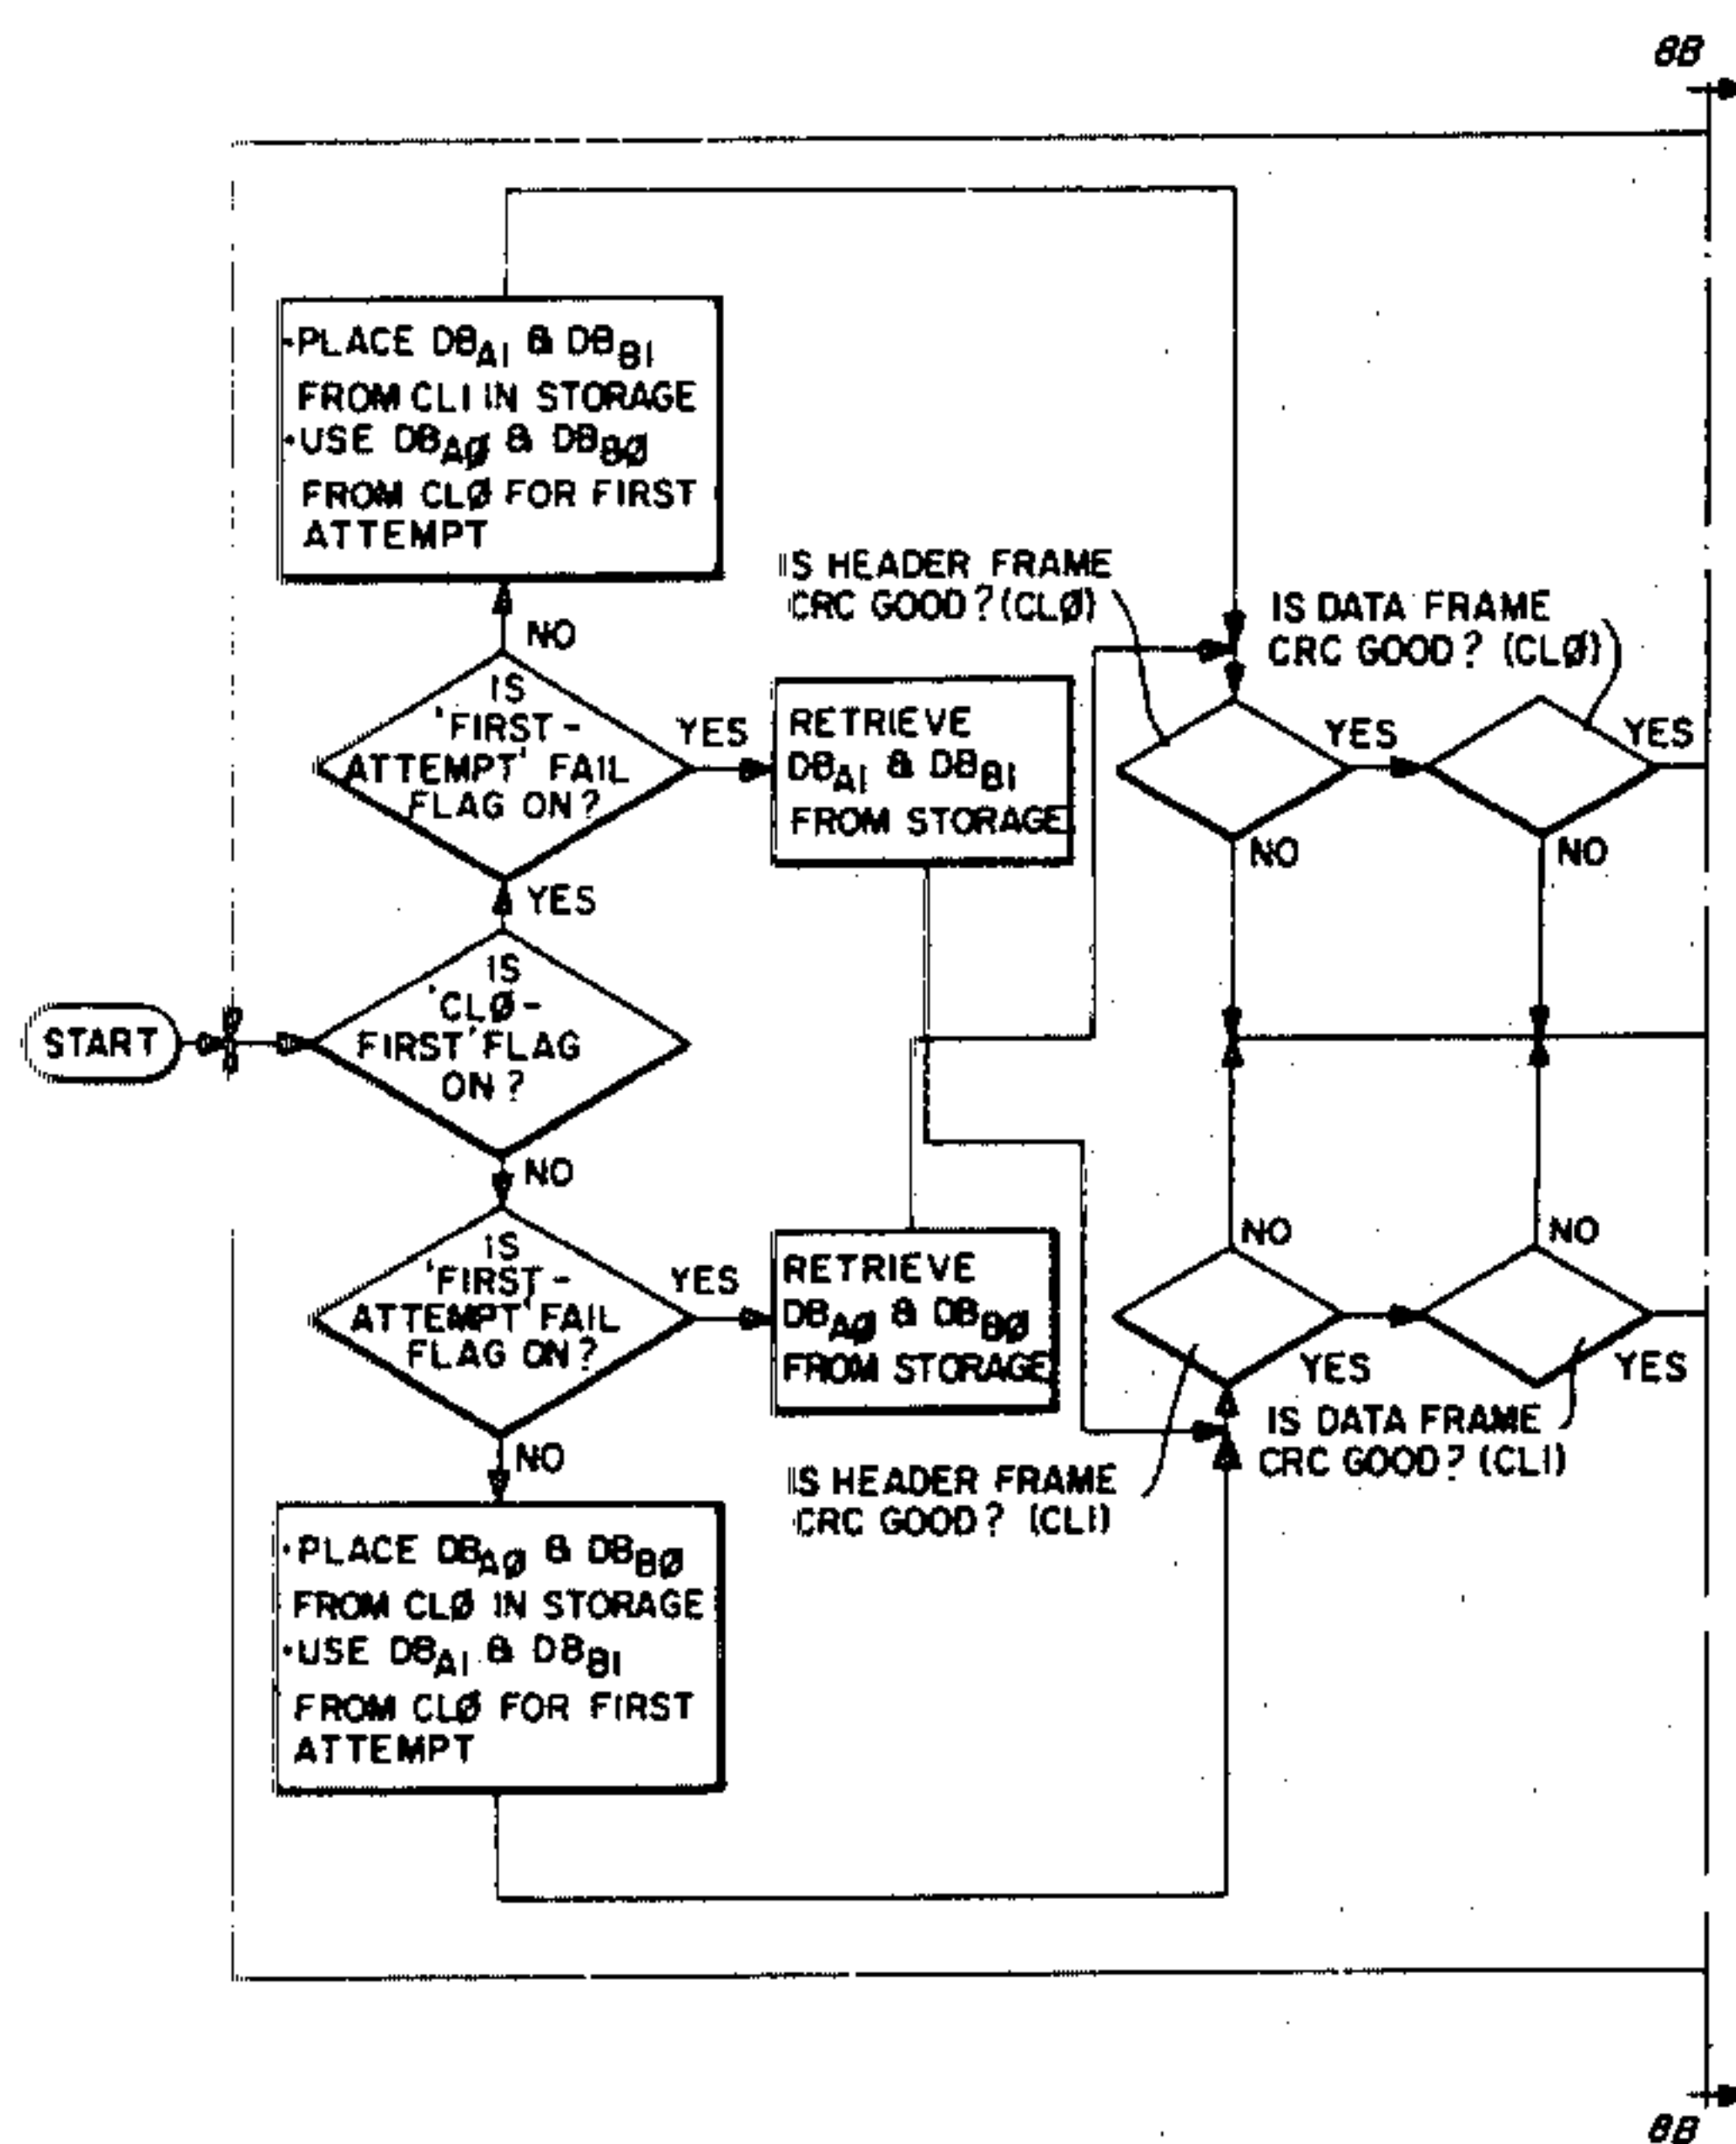 8B
·PLACE DBA1 & DBB1
FROM CL1 IN STORAGE
·USE DBAØ & DBBØ
FROM CLØ FOR FIRST
ATTEMPT
NO
IS HEADER FRAME
CRC GOOD? (CLØ)
IS DATA FRAME
CRC GOOD? (CLØ)
IS
'FIRST-
ATTEMPT' FAIL
FLAG ON?
YES
RETRIEVE
DBA1 & DBB1
FROM STORAGE
YES
YES
NO
NO
YES
START
IS
'CLØ-
FIRST' FLAG
ON?
NO
IS
'FIRST-
ATTEMPT' FAIL
FLAG ON?
YES
RETRIEVE
DBAØ & DBBØ
FROM STORAGE
NO
NO
YES
YES
IS DATA FRAME
CRC GOOD? (CL1)
IS HEADER FRAME
CRC GOOD? (CL1)
NO
·PLACE DBAØ & DBBØ
FROM CLØ IN STORAGE
·USE DBA1 & DBB1
FROM CLØ FOR FIRST
ATTEMPT
8B